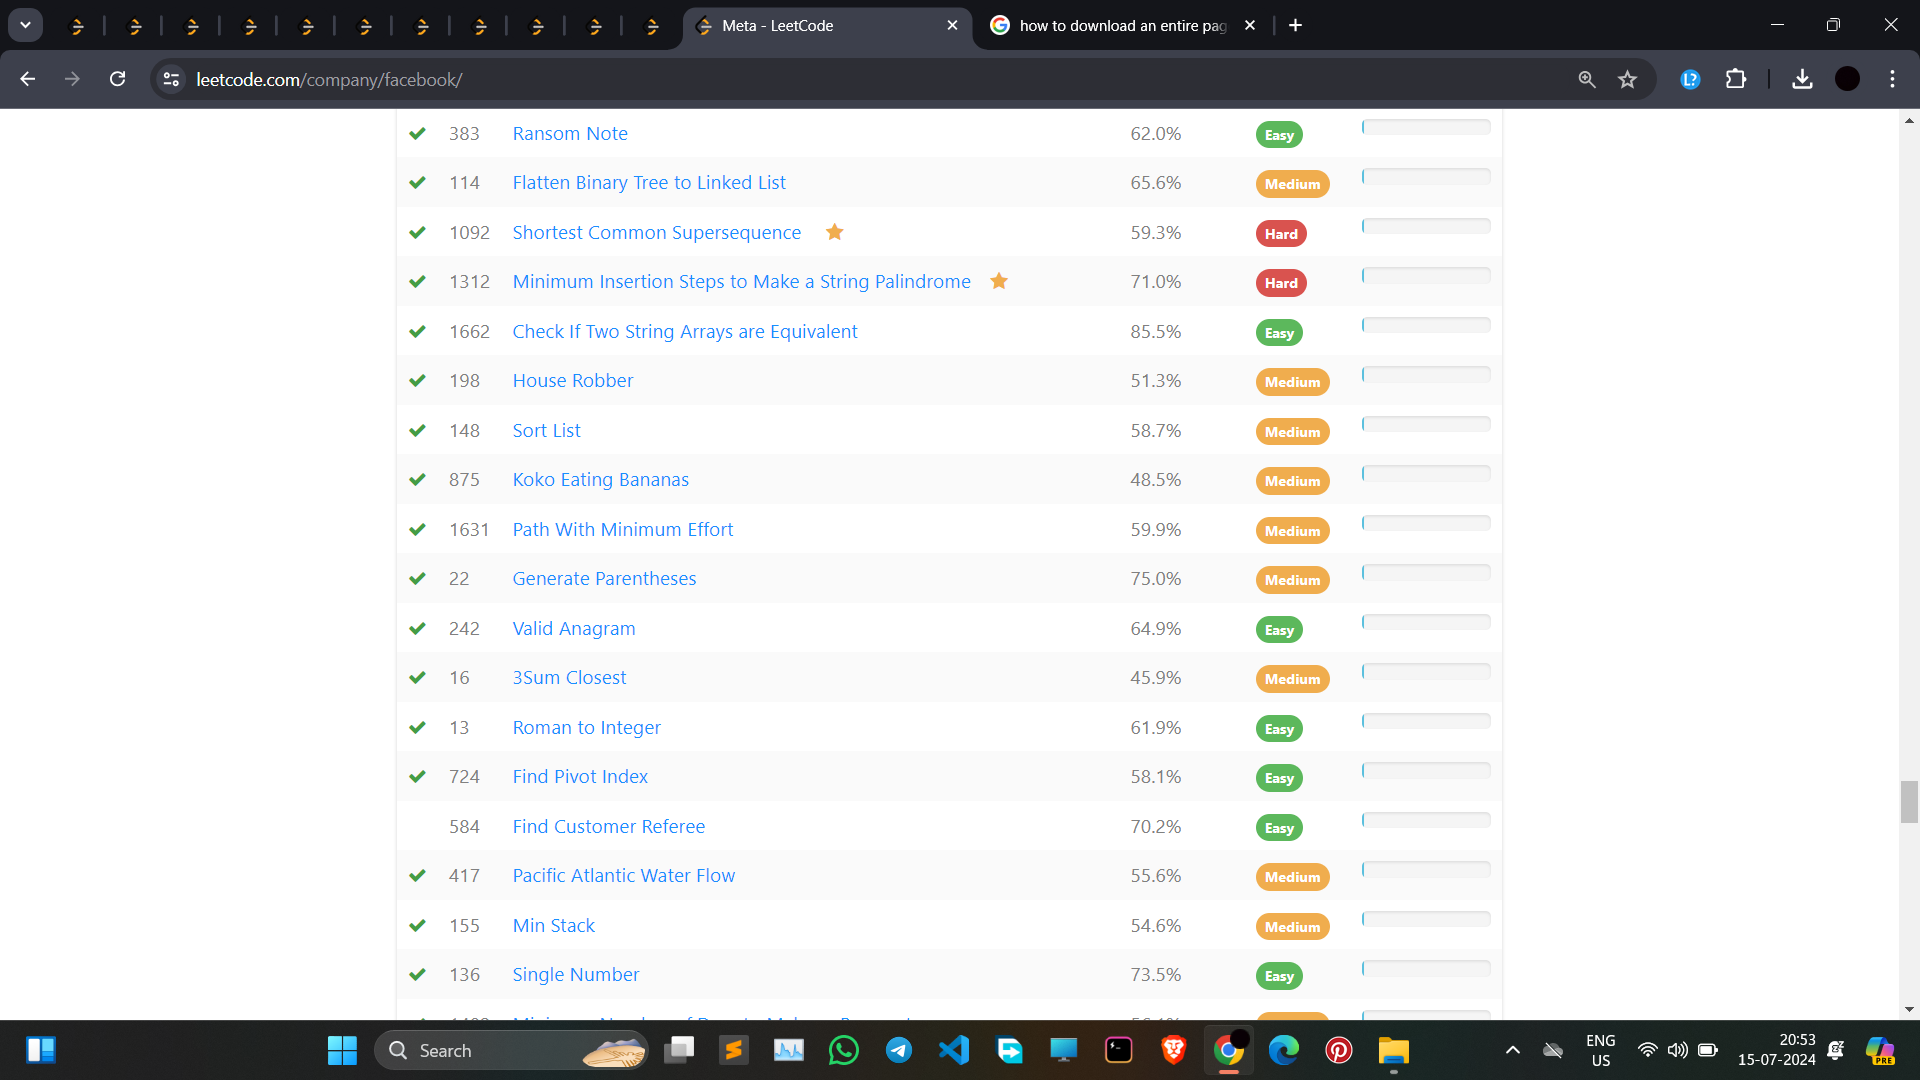 Meta - LeetCode
how to download an entire pag
leetcode.com/company/facebook/
383 Ransom Note 62.0% Easy
114 Flatten Binary Tree to Linked List 65.6% Medium
1092 Shortest Common Supersequence 59.3% Hard
1312 Minimum Insertion Steps to Make a String Palindrome 71.0% Hard
1662 Check If Two String Arrays are Equivalent 85.5% Easy
198 House Robber 51.3% Medium
148 Sort List 58.7% Medium
875 Koko Eating Bananas 48.5% Medium
1631 Path With Minimum Effort 59.9% Medium
22 Generate Parentheses 75.0% Medium
242 Valid Anagram 64.9% Easy
16 3Sum Closest 45.9% Medium
13 Roman to Integer 61.9% Easy
724 Find Pivot Index 58.1% Easy
584 Find Customer Referee 70.2% Easy
417 Pacific Atlantic Water Flow 55.6% Medium
155 Min Stack 54.6% Medium
136 Single Number 73.5% Easy
Search
ENG
US
20:53
15-07-2024
PRE